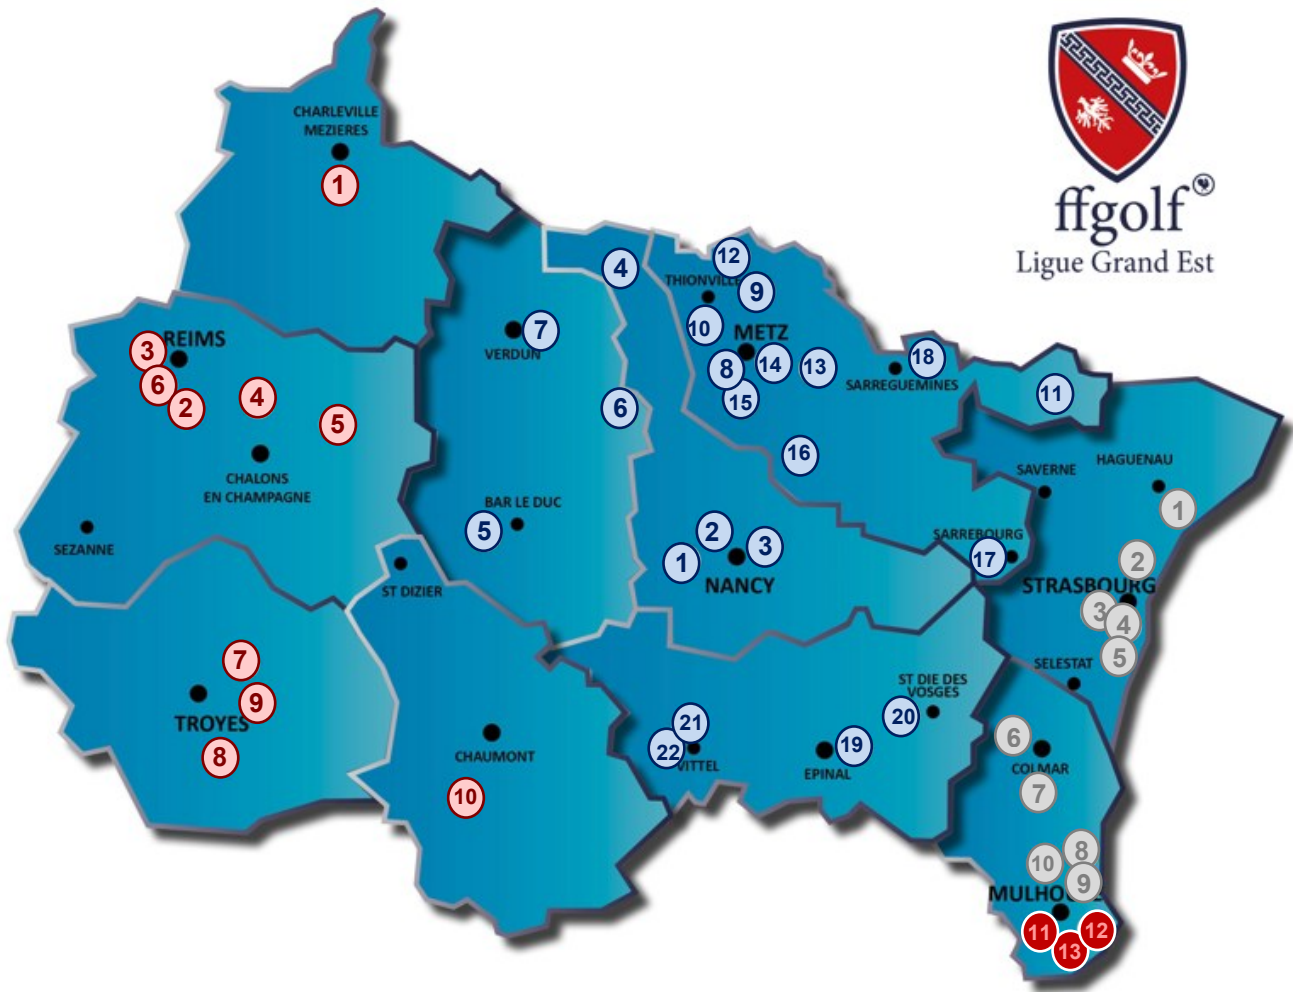 ffgolf
Ligue Grand Est
CHARLEVILLE
MEZIERES
1
12
4
THIONVILLE
9
10
7
VERDUN
METZ
REIMS
3
6
2
4
5
8
14
13
15
18
SARREGUEMINES
11
6
16
CHALONS
EN CHAMPAGNE
SEZANNE
BAR LE DUC
5
ST DIZIER
1
2
3
NANCY
SAVERNE
HAGUENAU
1
SARREBOURG
17
2
STRASBOURG
3
4
5
SELESTAT
7
9
TROYES
8
CHAUMONT
10
21
22
VITTEL
19
EPINAL
ST DIE DES
VOSGES
20
6
COLMAR
7
8
10
9
MULHOUSE
11
12
13